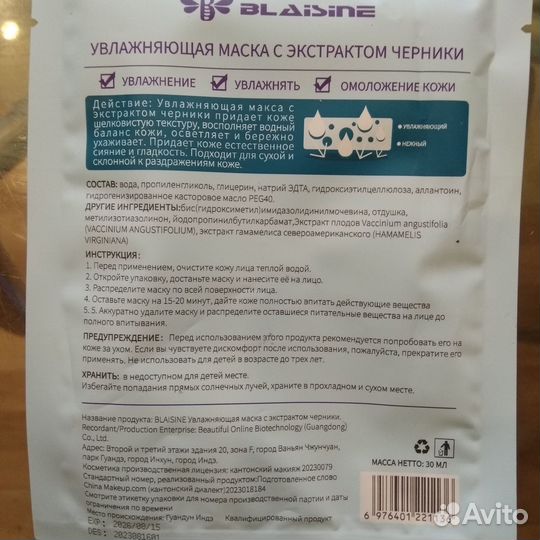 BLAISINE
УВЛАЖНЯЮЩАЯ МАСКА С ЭКСТРАКТОМ ЧЕРНИКИ
УВЛАЖНЕНИЕ УВЛАЖНЯТЬ ОМОЛОЖЕНИЕ КОЖИ
Действие: Увлажняющая макса с
экстрактом черники придает коже
шелковистую текстуру, восполняет водный
баланс кожи, осветляет и бережно
ухаживает. Придает коже естественное
сияние и гладкость. Подходит для сухой и
склонной к раздражениям коже.
УВЛАЖНЯЮЩИЙ
НЕЖНЫЙ
СОСТАВ: вода, пропиленгликоль, глицерин, натрий ЭДТА, гидроксиэтилцеллюлоза, аллантоин,
гидрогенизированное касторовое масло PEG40.
ДРУГИЕ ИНГРЕДИЕНТЫ:бис(гидроксиметил)имидазолидинилмочевина, отдушка,
метилизотиазолинон, йодопропинилбутилкарбамат,Экстракт плодов Vaccinium angustifolia
(VACCINIUM ANGUSTIFOLIUM), экстракт гамамелиса североамериканского (HAMAMELIS
VIRGINIANA)
ИНСТРУКЦИЯ:
1. Перед применением, очистите кожу лица теплой водой.
2. Откройте упаковку, достаньте маску и нанесите её на лицо.
3. Распределите маску по всей поверхности лица.
4. Оставьте маску на 15-20 минут, дайте коже полностью впитать действующие вещества
5. 5. Аккуратно удалите маску и распределите оставшиеся питательные вещества на лице до
полного впитывания.
ПРЕДУПРЕЖДЕНИЕ: Перед использованием этого продукта рекомендуется попробовать его на
коже за ухом. Если вы чувствуете дискомфорт после использования, пожалуйста, прекратите его
применять. Не использовать для детей в возрасте до трех лет.
ХРАНИТЬ: в недоступном для детей месте.
Избегайте попадания прямых солнечных лучей, храните в прохладном и сухом месте.
Название продукта: BLAISINE Увлажняющая маска с экстрактом черники.
Recordant/Production Enterprise: Beautiful Online Biotechnology (Guangdong)
Co., Ltd.
Адрес: Второй и третий этажи здания 20, зона F, город Ваньян Чжунчуан,
парк Гуандэ, город Инхун, город Индэ.
Косметика производится лицензия: кантонский макияж 20230079
Стандартный номер, реализованный продуктом:Подготовленное слово
China Makeup.com (кантонский диалект)2023018184
Смотрите этикетку упаковки для номера производственной партии и даты
Место происхождения: Гуандун Индэ Квалифицированный продукт
EXP: 2026/08/15
МАССА НЕТТО: 30 МЛ
Avito